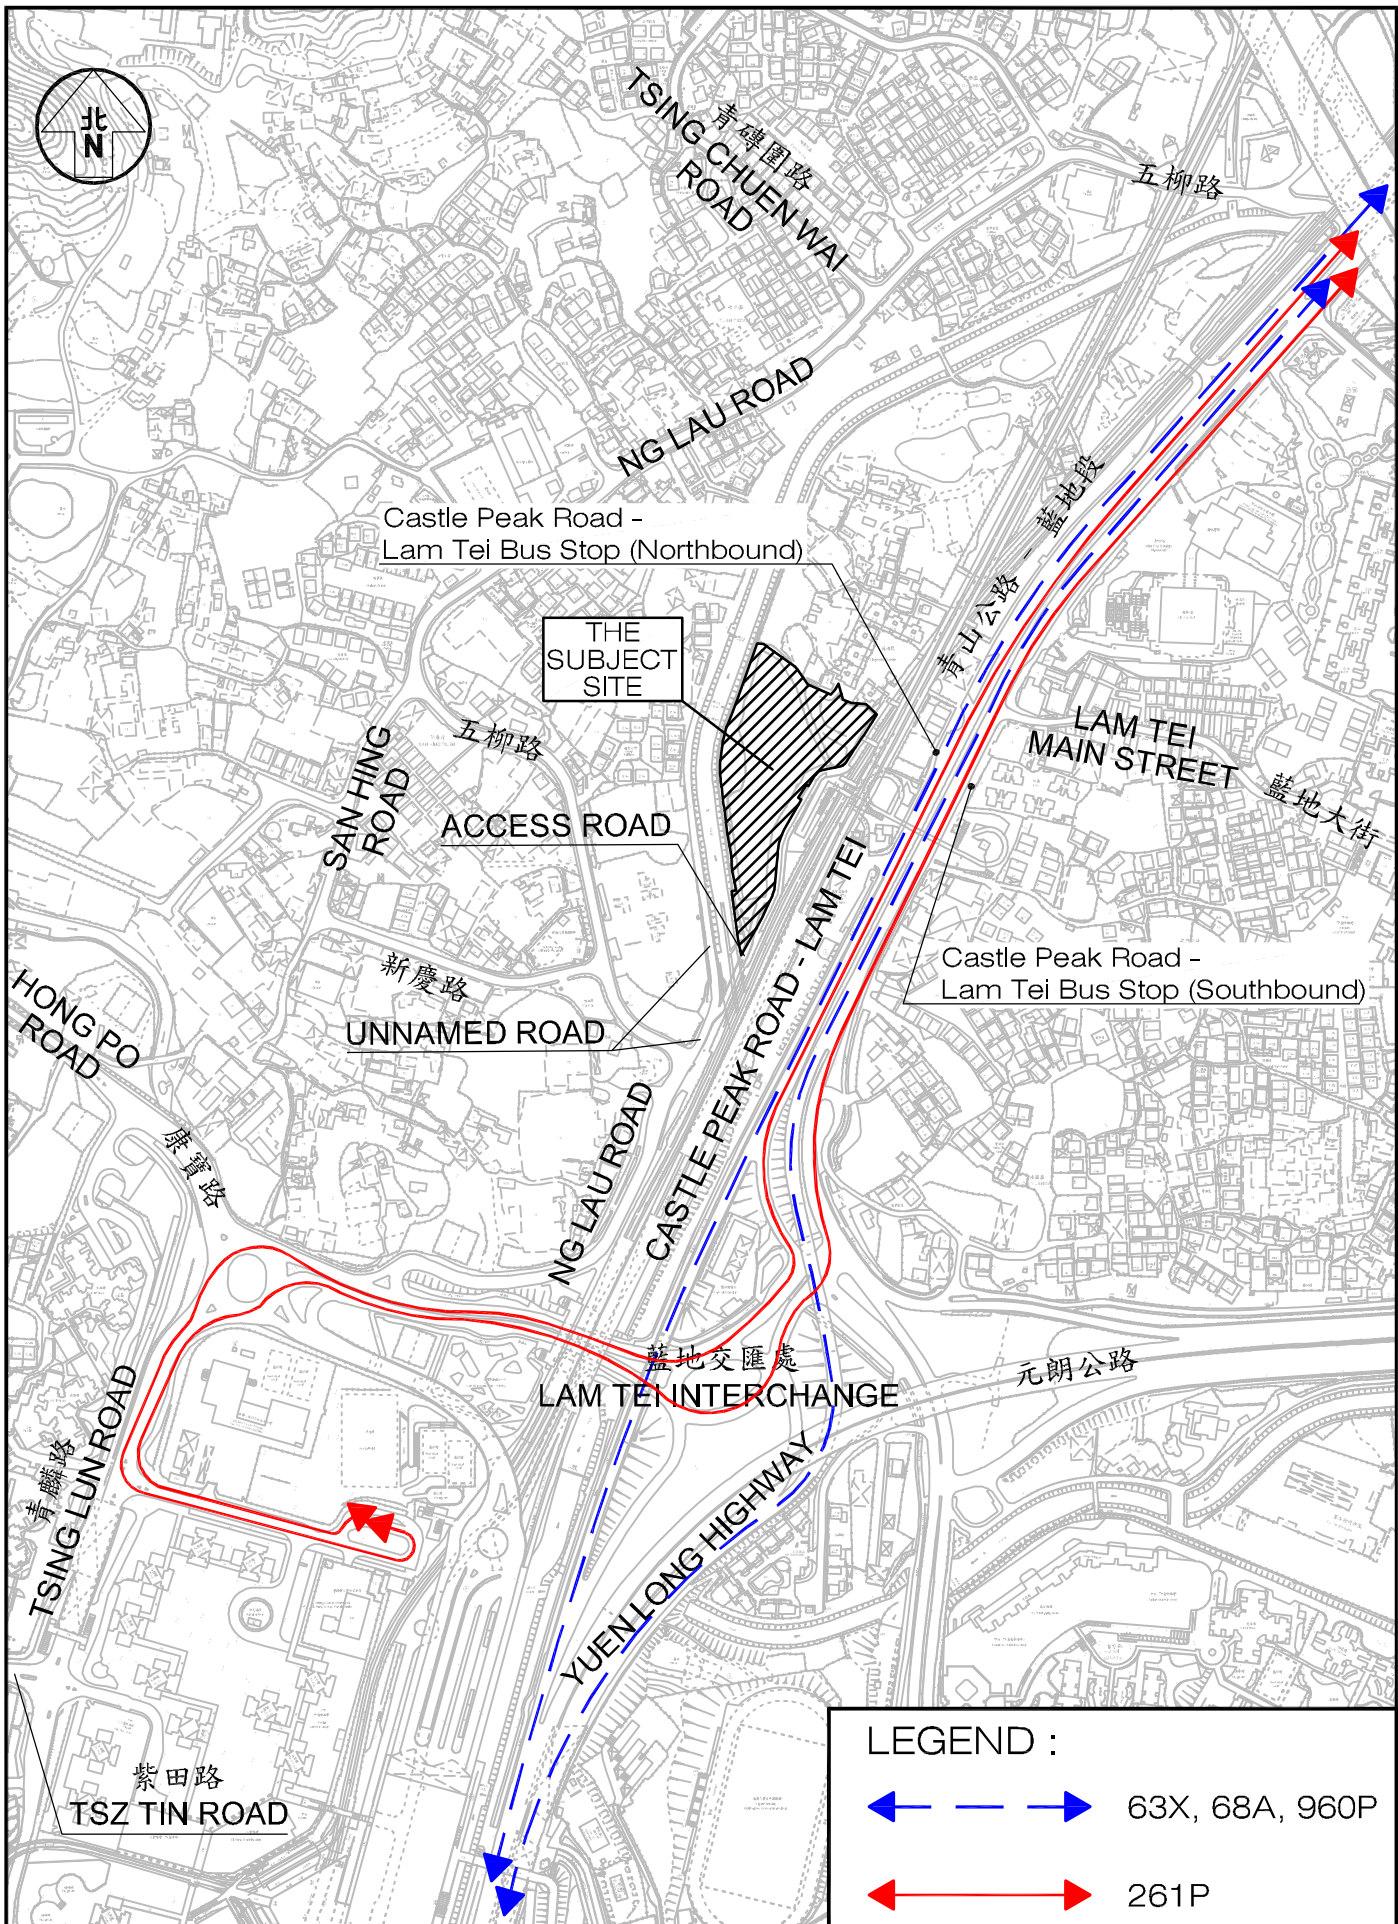 北
N
TSING CHUEN WAI
ROAD
青磚圍路
五柳路
NG LAU ROAD
青山公路 - 藍地段
Castle Peak Road -
Lam Tei Bus Stop (Northbound)
THE
SUBJECT
SITE
五柳路
SAN HING
ROAD
LAM TEI
MAIN STREET
藍地大街
ACCESS ROAD
CASTLE PEAK ROAD - LAM TEI
新慶路
Castle Peak Road -
Lam Tei Bus Stop (Southbound)
HONG PO
ROAD
UNNAMED ROAD
康寶路
NG LAU ROAD
藍地交匯處
LAM TEI INTERCHANGE
元朗公路
青麟路
TSING LUN ROAD
YUEN LONG HIGHWAY
紫田路
TSZ TIN ROAD
LEGEND :
63X, 68A, 960P
261P